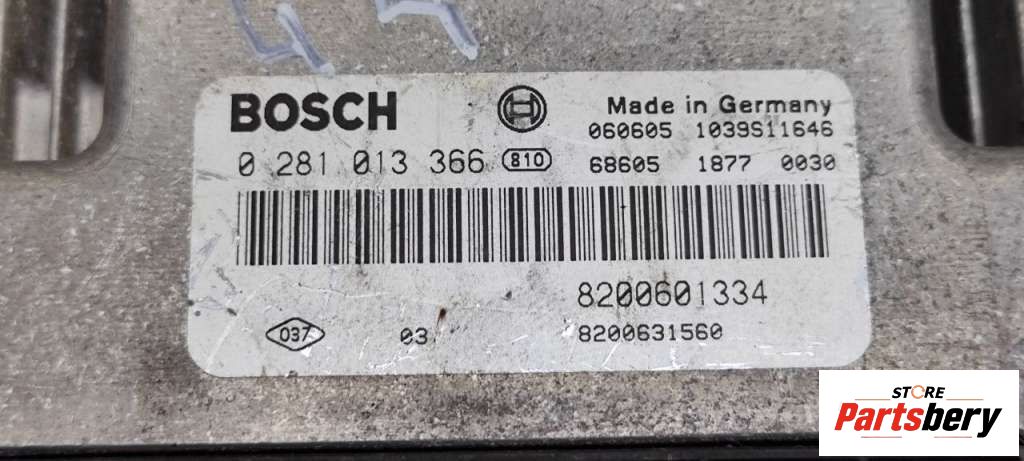 BOSCH
Made in Germany
060605 1039S11646
0 281 013 366 810
68605 1877 0030
8200601334
037 03
8200631560
STORE
Partsbery